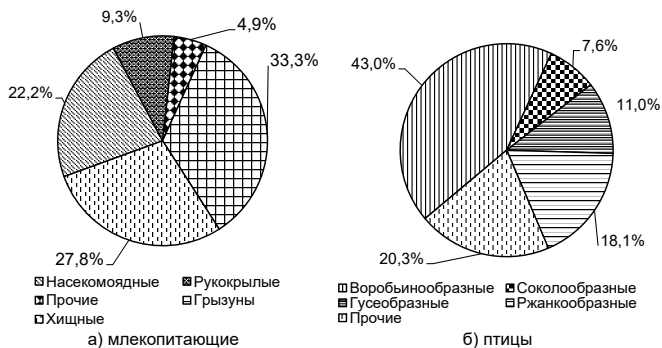 9,3%
4,9%
33,3%
22,2%
27,8%
Насекомоядные Рукокрылые
Прочие Грызуны
Хищные
а) млекопитающие
7,6%
43,0%
11,0%
18,1%
20,3%
Воробьинообразные Соколообразные
Гусеобразные Ржанкообразные
Прочие
б) птицы